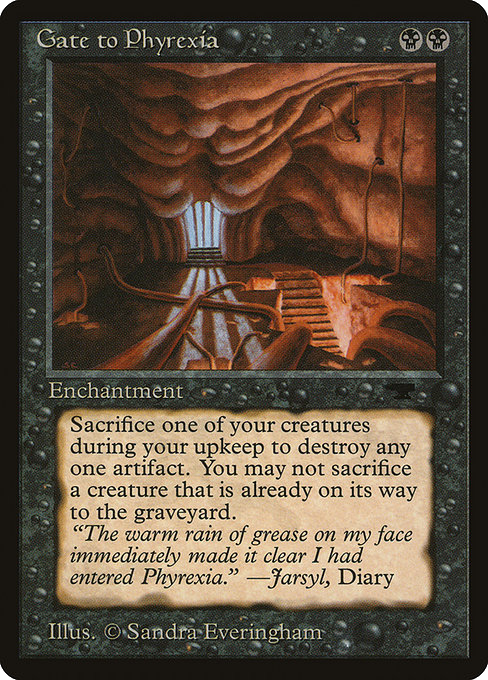 Gate to Phyrexia
Enchantment
Sacrifice one of your creatures
during your upkeep to destroy any
one artifact. You may not sacrifice
a creature that is already on its way
to the graveyard.
“The warm rain of grease on my face
immediately made it clear I had
entered Phyrexia.” —Jarsyl, Diary
Illus. © Sandra Everingham